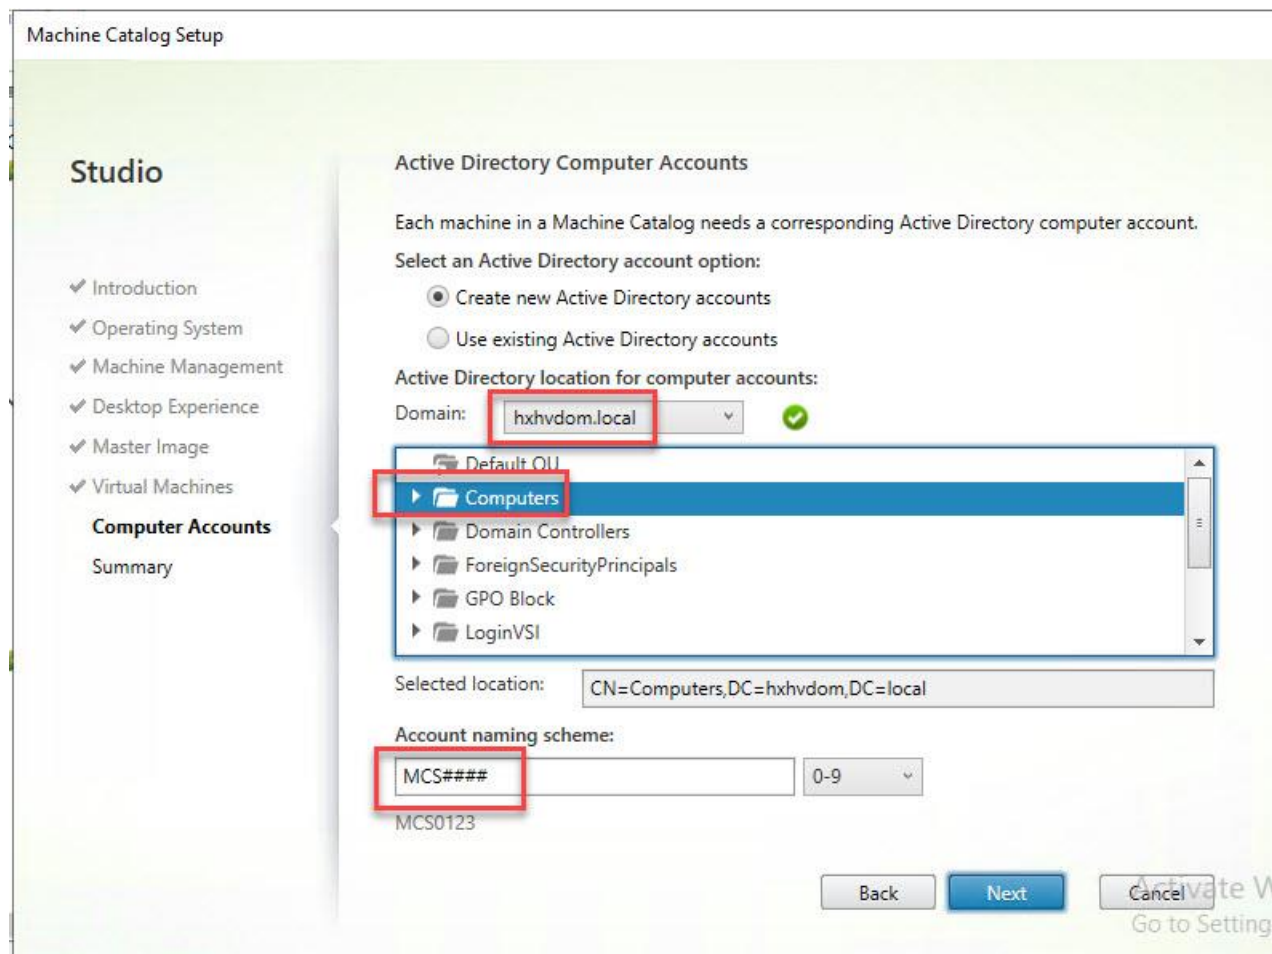 Machine Catalog Setup
Studio
Introduction
Operating System
Machine Management
Desktop Experience
Master Image
Virtual Machines
Computer Accounts
Summary
Active Directory Computer Accounts
Each machine in a Machine Catalog needs a corresponding Active Directory computer account.
Select an Active Directory account option:
Create new Active Directory accounts
Use existing Active Directory accounts
Active Directory location for computer accounts:
Domain: hxhvdom.local
Default OU
Computers
Domain Controllers
ForeignSecurityPrincipals
GPO Block
LoginVSI
Selected location: CN=Computers,DC=hxhvdom,DC=local
Account naming scheme:
MCS#### 0-9
MCS0123
Back Next Cancel
Activate W
Go to Setting